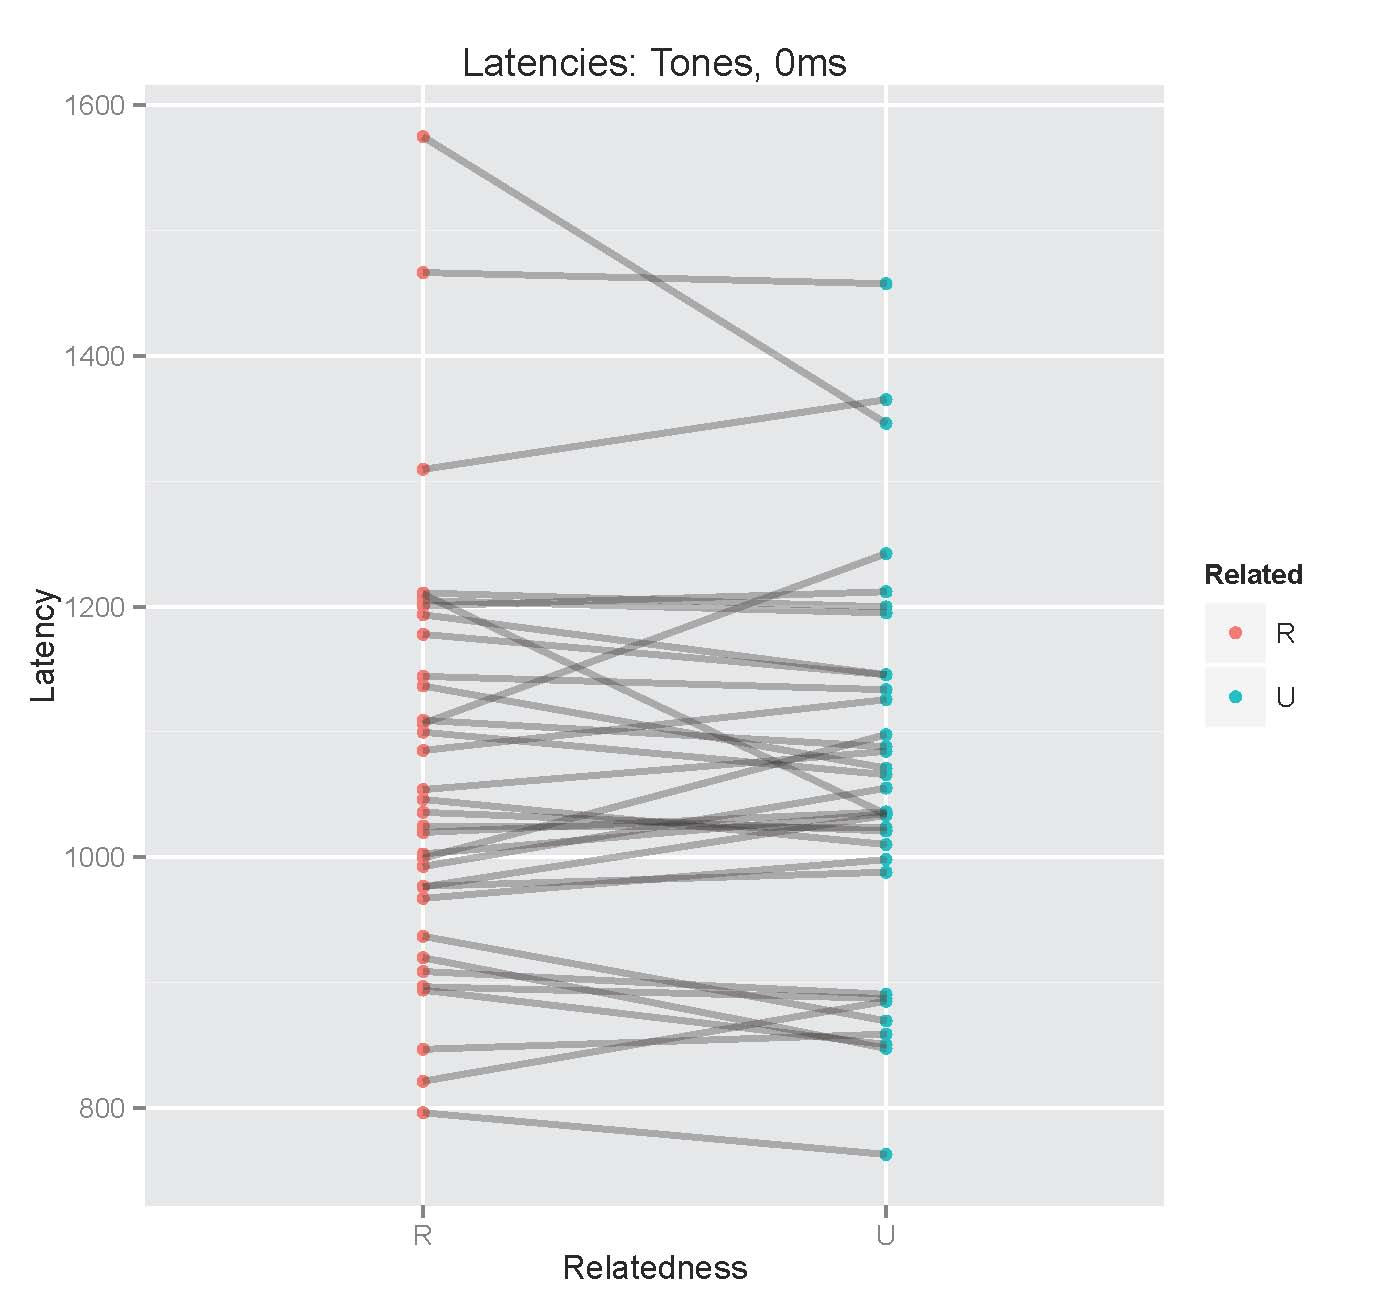 Latencies: Tones, 0ms
1600
1400
1200
1000
800
Latency
R
U
Relatedness
Related
R
U